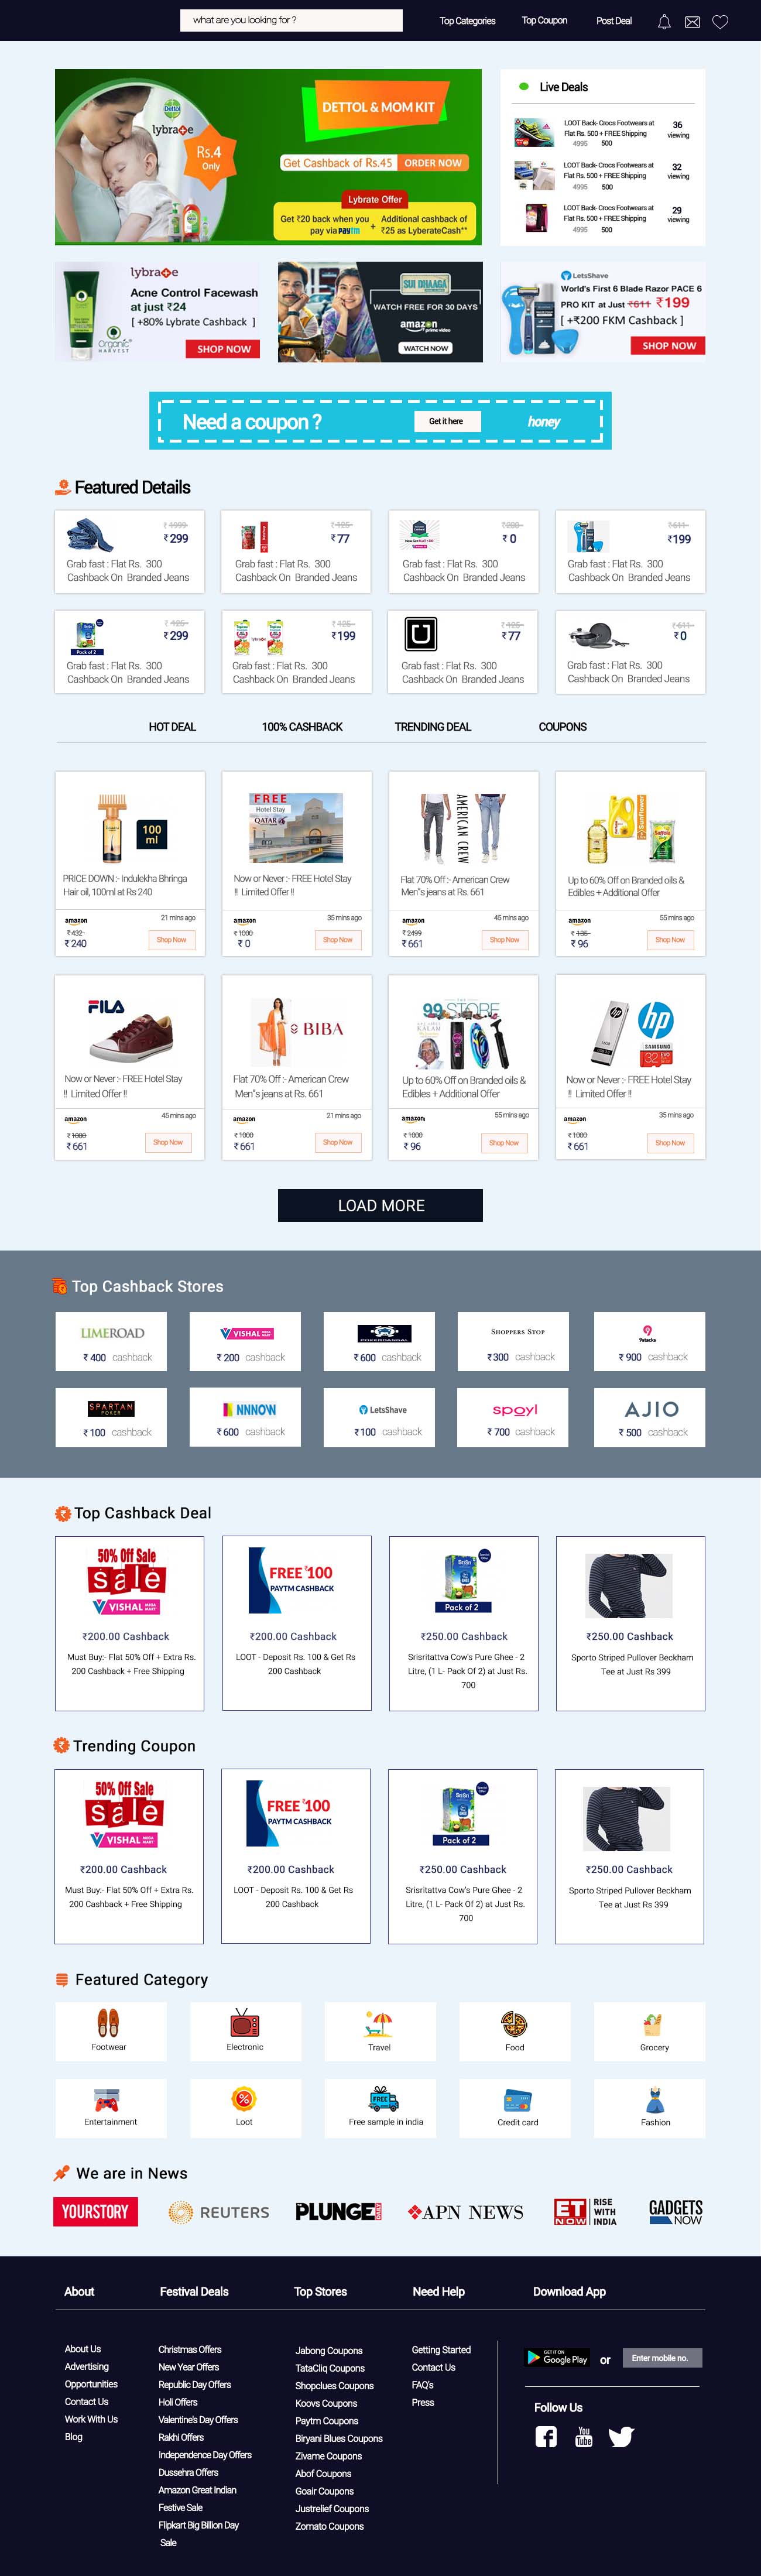 what are you looking for ?
Top Categories
Top Coupon
Post Deal
Dettol
lybrate
Rs.4
Only
DETTOL & MOM KIT
Get Cashback of Rs.45
ORDER NOW
Lybrate Offer
Get ₹20 back when you
pay via paytm
+
Additional cashback of
₹25 as LyberateCash**
Live Deals
LOOT Back- Crocs Footwears at
Flat Rs. 500 + FREE Shipping
4995 500
36
viewing
LOOT Back- Crocs Footwears at
Flat Rs. 500 + FREE Shipping
4995 500
32
viewing
LOOT Back- Crocs Footwears at
Flat Rs. 500 + FREE Shipping
4995 500
29
viewing
lybrate
Acne Control Facewash
at just ₹24
[ +80% Lybrate Cashback ]
organic
HARVEST
SHOP NOW
SUI DHAAGA
WATCH FREE FOR 30 DAYS
amazon
prime video
WATCH NOW
LetsShave
World's First 6 Blade Razor PACE 6
PRO KIT at Just ₹611 ₹199
[ +₹200 FKM Cashback ]
SHOP NOW
Need a coupon ?
Get it here
honey
Featured Details
₹ 1999
₹ 299
Grab fast : Flat Rs. 300
Cashback On Branded Jeans
₹ 125
₹ 77
Grab fast : Flat Rs. 300
Cashback On Branded Jeans
₹ 0
Grab fast : Flat Rs. 300
Cashback On Branded Jeans
₹ 611
₹199
Grab fast : Flat Rs. 300
Cashback On Branded Jeans
Pack of 2
₹ 299
Grab fast : Flat Rs. 300
Cashback On Branded Jeans
lybrate
₹ 125
₹199
Grab fast : Flat Rs. 300
Cashback On Branded Jeans
₹ 125
₹ 77
Grab fast : Flat Rs. 300
Cashback On Branded Jeans
₹ 611
₹ 0
Grab fast : Flat Rs. 300
Cashback On Branded Jeans
HOT DEAL
100% CASHBACK
TRENDING DEAL
COUPONS
100
ml
PRICE DOWN :- Indulekha Bhringa
Hair oil, 100ml at Rs 240
amazon
21 mins ago
₹ 432
₹ 240
Shop Now
FREE
Hotel Stay
QATAR
Now or Never :- FREE Hotel Stay
!! Limited Offer !!
amazon
35 mins ago
₹ 1000
₹ 0
Shop Now
AMERICAN CREW
Flat 70% Off :- American Crew
Men"s jeans at Rs. 661
amazon
45 mins ago
₹ 2499
₹ 661
Shop Now
Sunflower
Up to 60% Off on Branded oils &
Edibles + Additional Offer
amazon
55 mins ago
₹ 135
₹ 96
Shop Now
FILA
Now or Never :- FREE Hotel Stay
!! Limited Offer !!
amazon
45 mins ago
₹ 1000
₹ 661
Shop Now
BIBA
Flat 70% Off :- American Crew
Men"s jeans at Rs. 661
amazon
21 mins ago
₹ 1000
₹ 661
Shop Now
THE
99 STORE
KALAM
Up to 60% Off on Branded oils &
Edibles + Additional Offer
amazon
55 mins ago
₹ 1000
₹ 96
Shop Now
hp
hp
SAMSUNG
32
Now or Never :- FREE Hotel Stay
!! Limited Offer !!
amazon
35 mins ago
₹ 1000
₹ 661
Shop Now
LOAD MORE
Top Cashback Stores
LIMEROAD
₹ 400 cashback
VISHAL
₹ 200 cashback
₹ 600 cashback
SHOPPERS STOP
₹ 300 cashback
9stacks
₹ 900 cashback
SPARTAN
POKER
₹ 100 cashback
NNNOW
₹ 600 cashback
LetsShave
₹ 100 cashback
spoyl
₹ 700 cashback
AJIO
₹ 500 cashback
Top Cashback Deal
50% Off Sale
sale
VISHAL MEGA MART
₹200.00 Cashback
Must Buy:- Flat 50% Off + Extra Rs.
200 Cashback + Free Shipping
FREE ₹100
PAYTM CASHBACK
₹200.00 Cashback
LOOT - Deposit Rs. 100 & Get Rs
200 Cashback
Pack of 2
₹250.00 Cashback
Srisritattva Cow's Pure Ghee - 2
Litre, (1 L- Pack Of 2) at Just Rs.
700
₹250.00 Cashback
Sporto Striped Pullover Beckham
Tee at Just Rs 399
Trending Coupon
50% Off Sale
sale
VISHAL MEGA MART
₹200.00 Cashback
Must Buy:- Flat 50% Off + Extra Rs.
200 Cashback + Free Shipping
FREE ₹100
PAYTM CASHBACK
₹200.00 Cashback
LOOT - Deposit Rs. 100 & Get Rs
200 Cashback
Pack of 2
₹250.00 Cashback
Srisritattva Cow's Pure Ghee - 2
Litre, (1 L- Pack Of 2) at Just Rs.
700
₹250.00 Cashback
Sporto Striped Pullover Beckham
Tee at Just Rs 399
Featured Category
Footwear
Electronic
Travel
Food
Grocery
Entertainment
Loot
FREE
Free sample in india
Credit card
Fashion
We are in News
YOURSTORY
REUTERS
PLUNGE DAILY
APN NEWS
ET
NOW
RISE
WITH
INDIA
GADGETS
NOW
About
Festival Deals
Top Stores
Need Help
Download App
About Us
Advertising
Opportunities
Contact Us
Work With Us
Blog
Christmas Offers
New Year Offers
Republic Day Offers
Holi Offers
Valentine's Day Offers
Rakhi Offers
Independence Day Offers
Dussehra Offers
Amazon Great Indian
Festive Sale
Flipkart Big Billion Day
Sale
Jabong Coupons
TataCliq Coupons
Shopclues Coupons
Koovs Coupons
Paytm Coupons
Biryani Blues Coupons
Zivame Coupons
Abof Coupons
Goair Coupons
Justrelief Coupons
Zomato Coupons
Getting Started
Contact Us
FAQ's
Press
GET IT ON
Google Play
or
Enter mobile no.
Follow Us
You
Tube